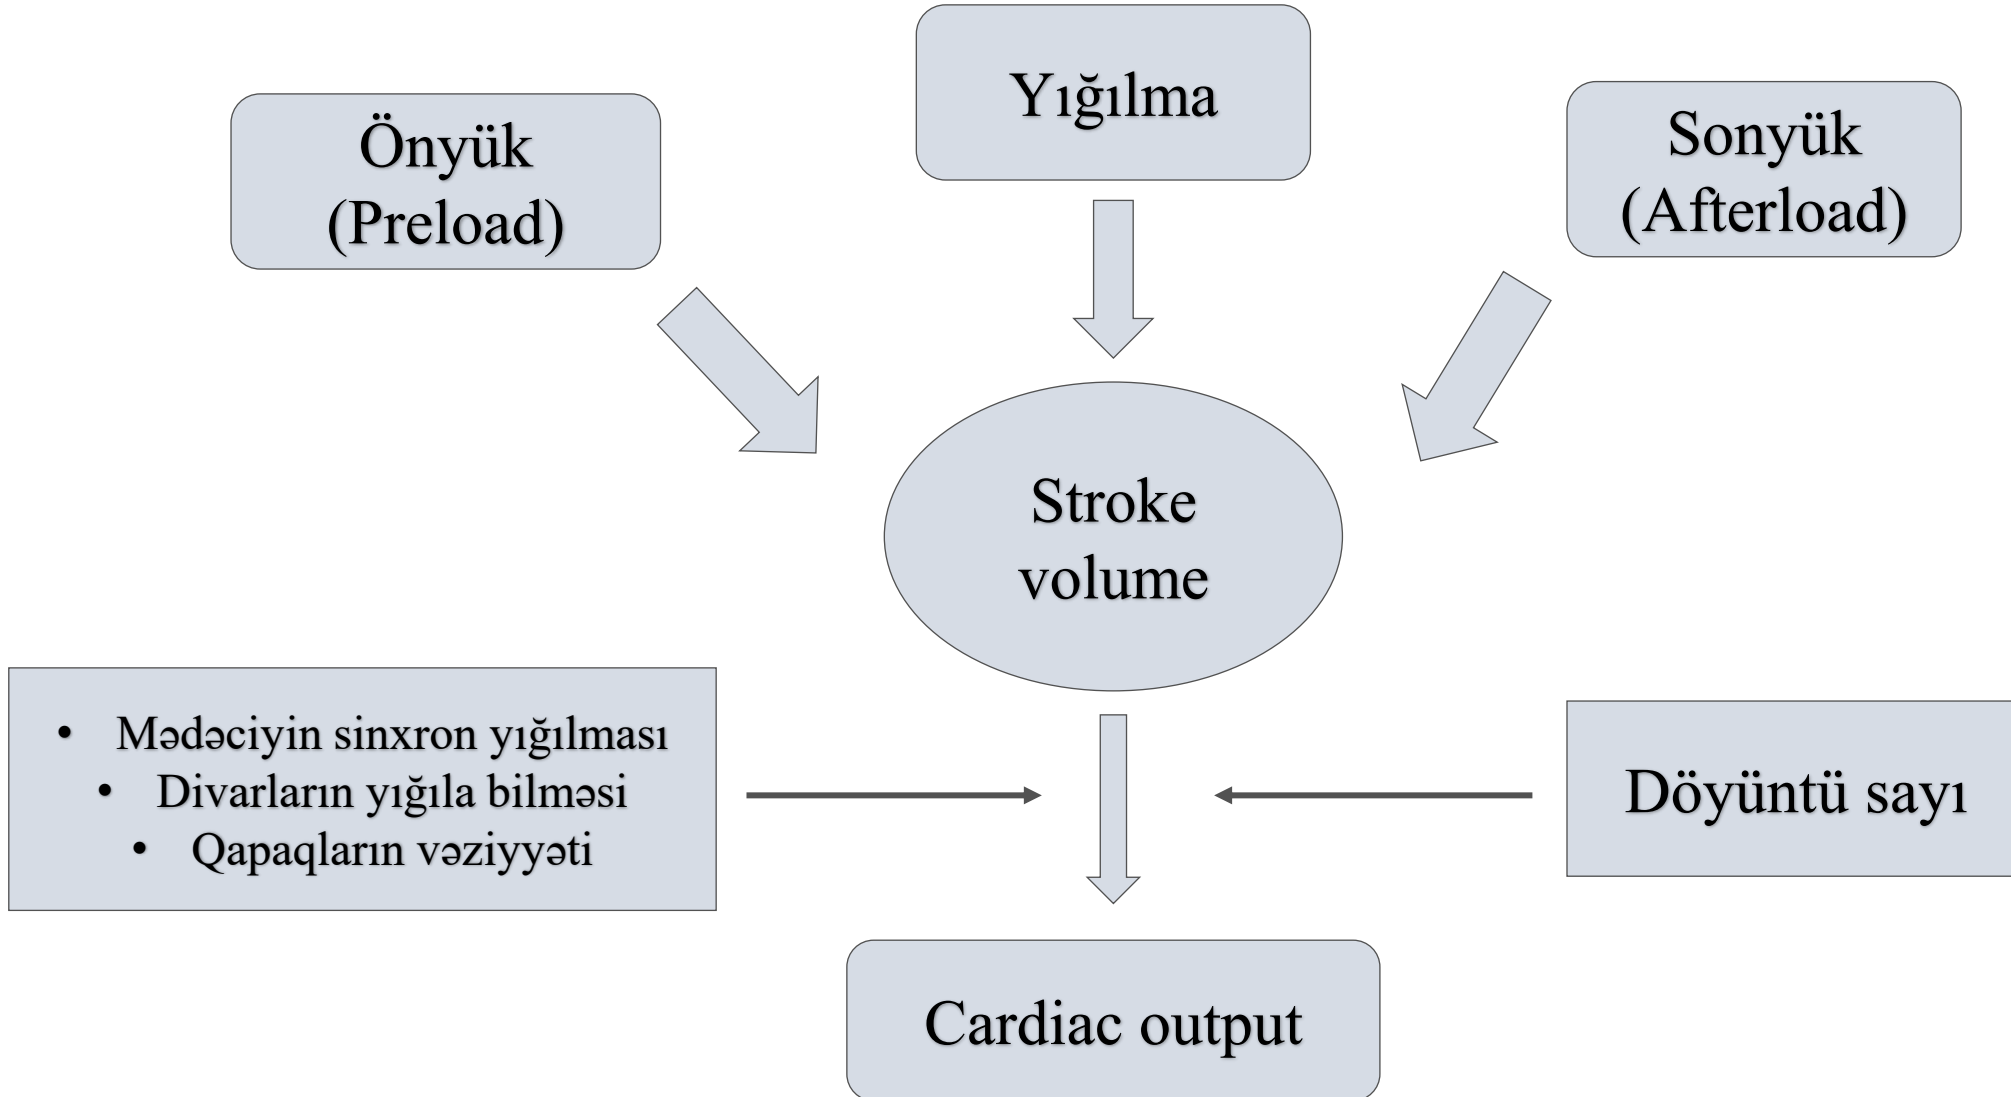 Yığılma
Önyük
(Preload)
Sonyük
(Afterload)
Stroke
volume
• Mədəciyin sinxron yığılması
• Divarların yığıla bilməsi
• Qapaqların vəziyyəti
Döyüntü sayı
Cardiac output